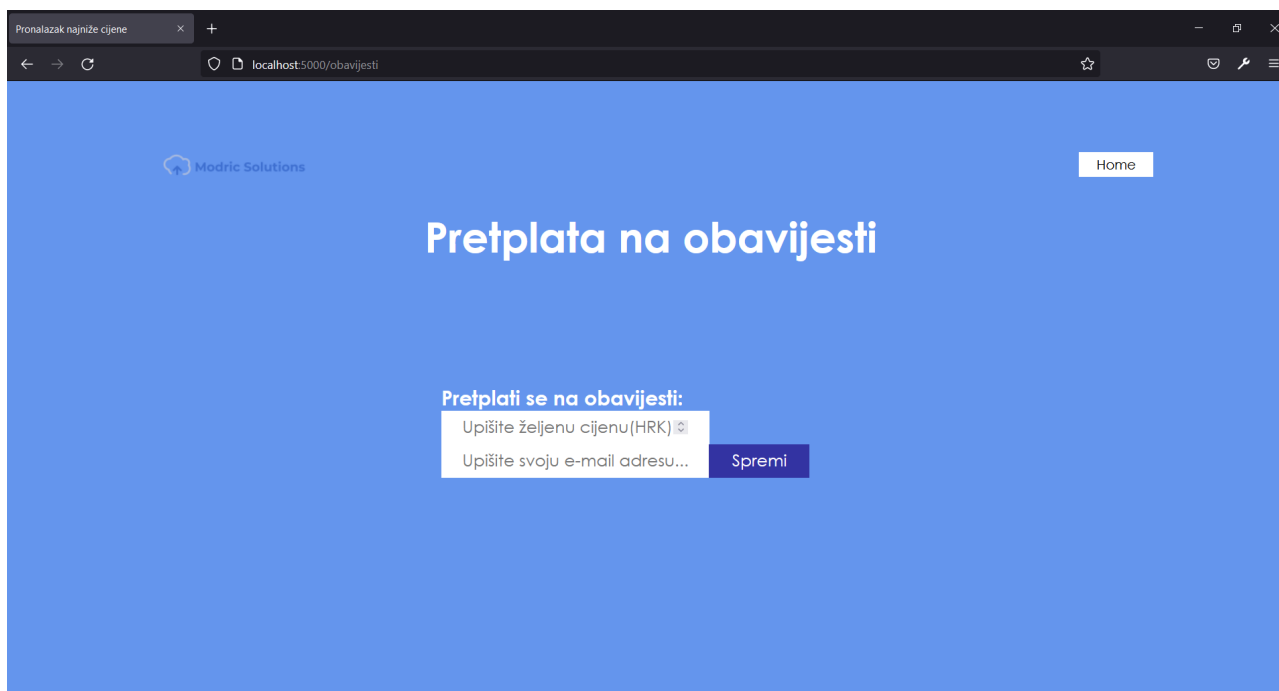 Pronalazak najniže cijene
localhost:5000/obavijesti
Modric Solutions
Home
Pretplata na obavijesti
Pretplati se na obavijesti:
Upišite željenu cijenu(HRK)
Upišite svoju e-mail adresu...
Spremi